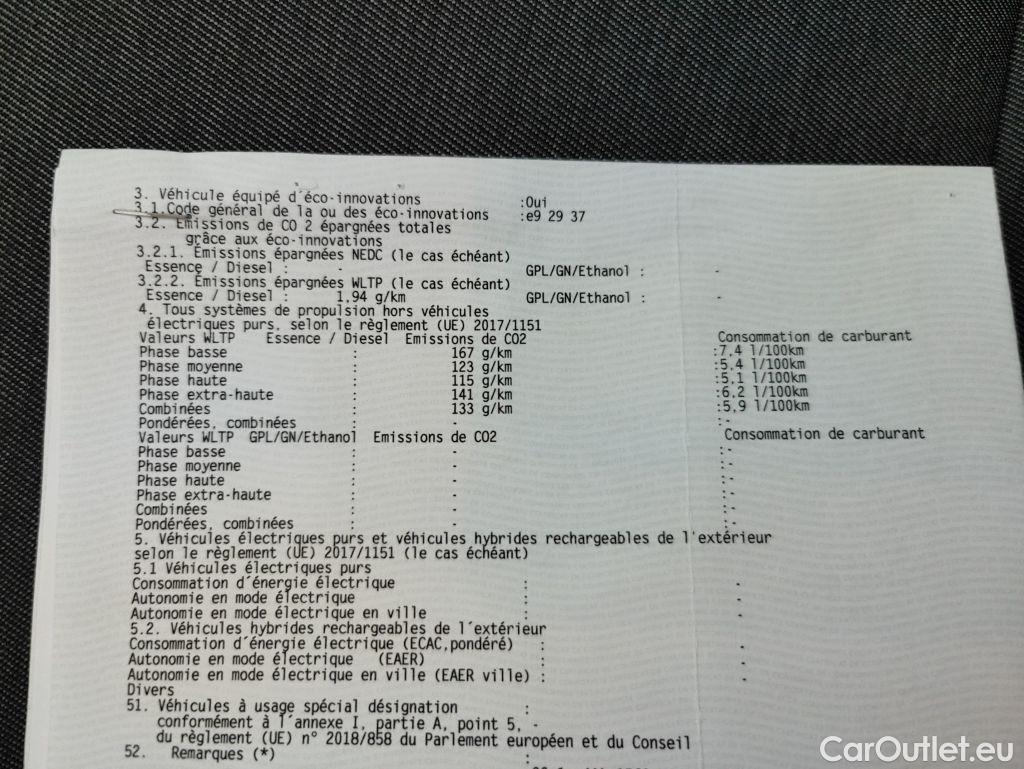 3. Véhicule équipé d´éco-innovations :Oui
3.1.Code général de la ou des éco-innovations :e9 29 37
3.2. Emissions de CO 2 épargnées totales
grâce aux éco-innovations
3.2.1. Émissions épargnées NEDC (le cas échéant)
Essence / Diesel : - GPL/GN/Ethanol : -
3.2.2. Émissions épargnées WLTP (le cas échéant)
Essence / Diesel : 1,94 g/km GPL/GN/Ethanol : -
4. Tous systèmes de propulsion hors véhicules
électriques purs, selon le règlement (UE) 2017/1151
Valeurs WLTP Essence / Diesel Emissions de CO2 Consommation de carburant
Phase basse : 167 g/km :7,4 l/100km
Phase moyenne : 123 g/km :5,4 l/100km
Phase haute : 115 g/km :5,1 l/100km
Phase extra-haute : 141 g/km :6,2 l/100km
Combinées : 133 g/km :5,9 l/100km
Pondérées, combinées : - :-
Valeurs WLTP GPL/GN/Ethanol Emissions de CO2 Consommation de carburant
Phase basse : - :-
Phase moyenne : - :-
Phase haute : - :-
Phase extra-haute : - :-
Combinées : - :-
Pondérées, combinées : - :-
5. Véhicules électriques purs et véhicules hybrides rechargeables de l'extérieur
selon le règlement (UE) 2017/1151 (le cas échéant)
5.1 Véhicules électriques purs
Consommation d´énergie électrique : -
Autonomie en mode électrique : -
Autonomie en mode électrique en ville : -
5.2. Véhicules hybrides rechargeables de l´extérieur
Consommation d´énergie électrique (ECAC,pondéré) : -
Autonomie en mode électrique (EAER) : -
Autonomie en mode électrique en ville (EAER ville) : -
Divers
51. Véhicules à usage spécial désignation :
conformément à l´annexe I, partie A, point 5, -
du règlement (UE) n° 2018/858 du Parlement européen et du Conseil
52. Remarques (*) :
CarOutlet.eu